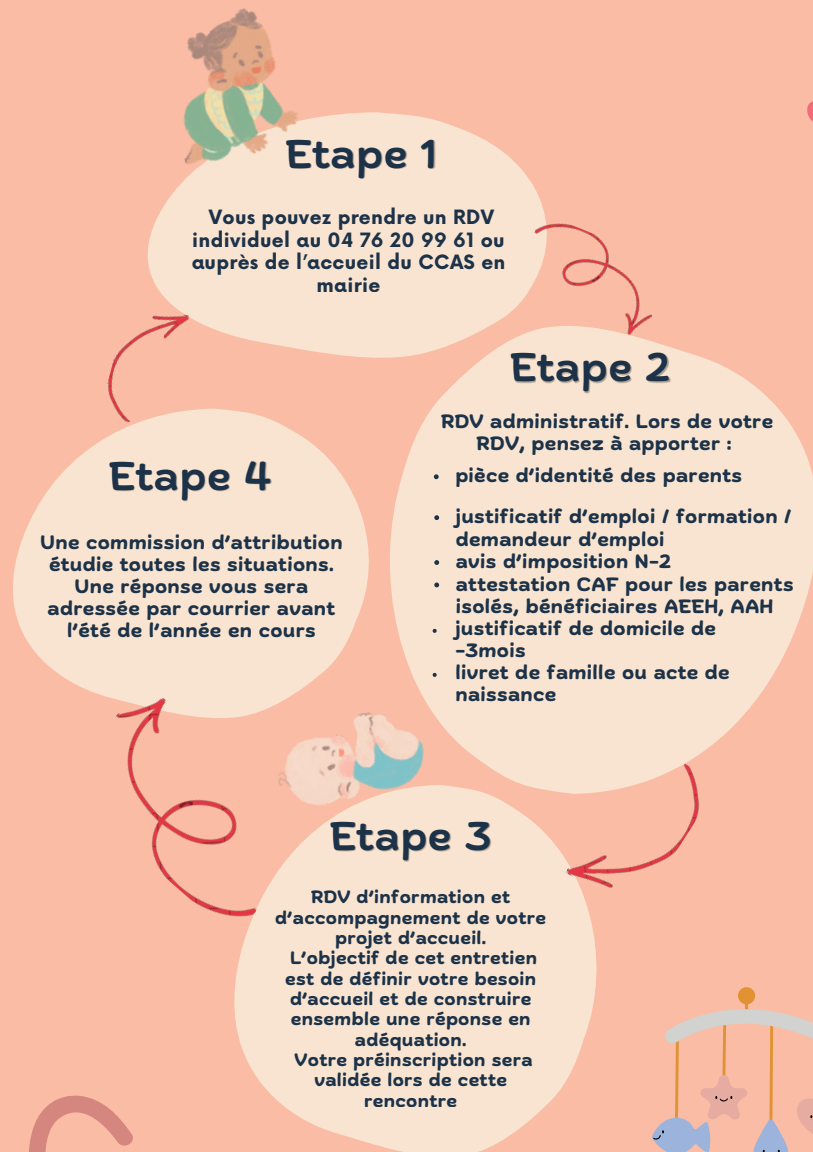 Etape 1
Vous pouvez prendre un RDV
individuel au 04 76 20 99 61 ou
auprès de l'accueil du CCAS en
mairie
Etape 2
RDV administratif. Lors de votre
RDV, pensez à apporter :
• pièce d'identité des parents
• justificatif d'emploi / formation /
demandeur d'emploi
• avis d'imposition N-2
• attestation CAF pour les parents
isolés, bénéficiaires AEEH, AAH
• justificatif de domicile de
-3mois
• livret de famille ou acte de
naissance
Etape 3
RDV d'information et
d'accompagnement de votre
projet d'accueil.
L'objectif de cet entretien
est de définir votre besoin
d'accueil et de construire
ensemble une réponse en
adéquation.
Votre préinscription sera
validée lors de cette
rencontre
Etape 4
Une commission d'attribution
étudie toutes les situations.
Une réponse vous sera
adressée par courrier avant
l'été de l'année en cours